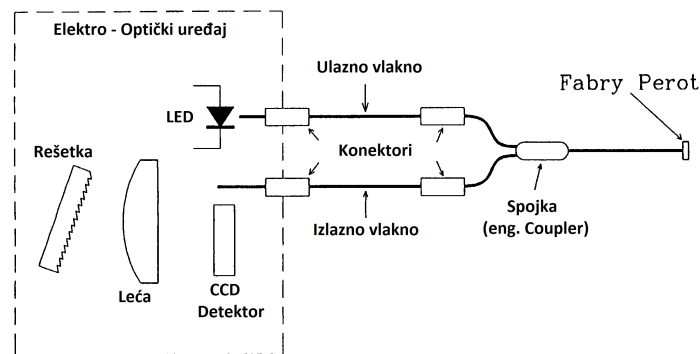 Elektro - Optički uređaj
Ulazno vlakno
Fabry Perot
LED
Rešetka
Konektori
Spojka
(eng. Coupler)
Izlazno vlakno
Leća
CCD
Detektor